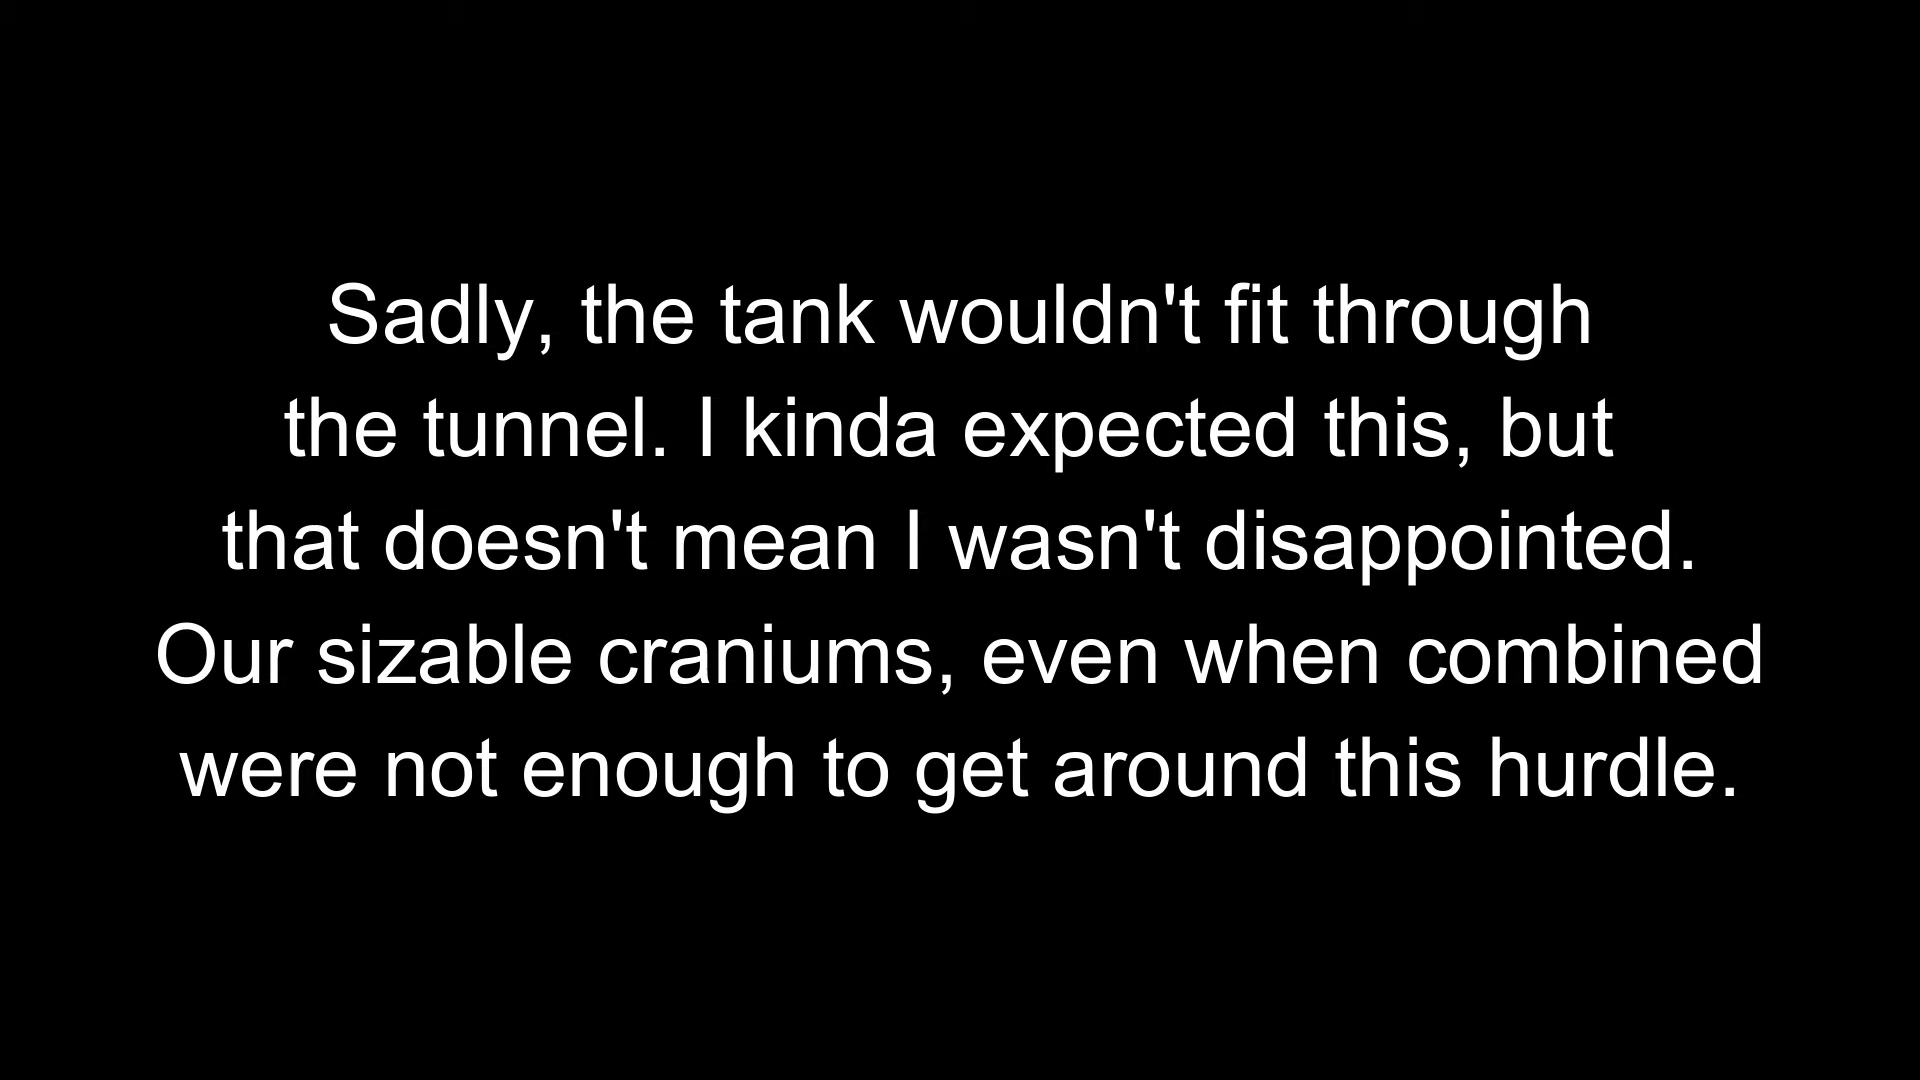 Sadly, the tank wouldn't fit through
the tunnel. I kinda expected this, but
that doesn't mean I wasn't disappointed.
Our sizable craniums, even when combined
were not enough to get around this hurdle.